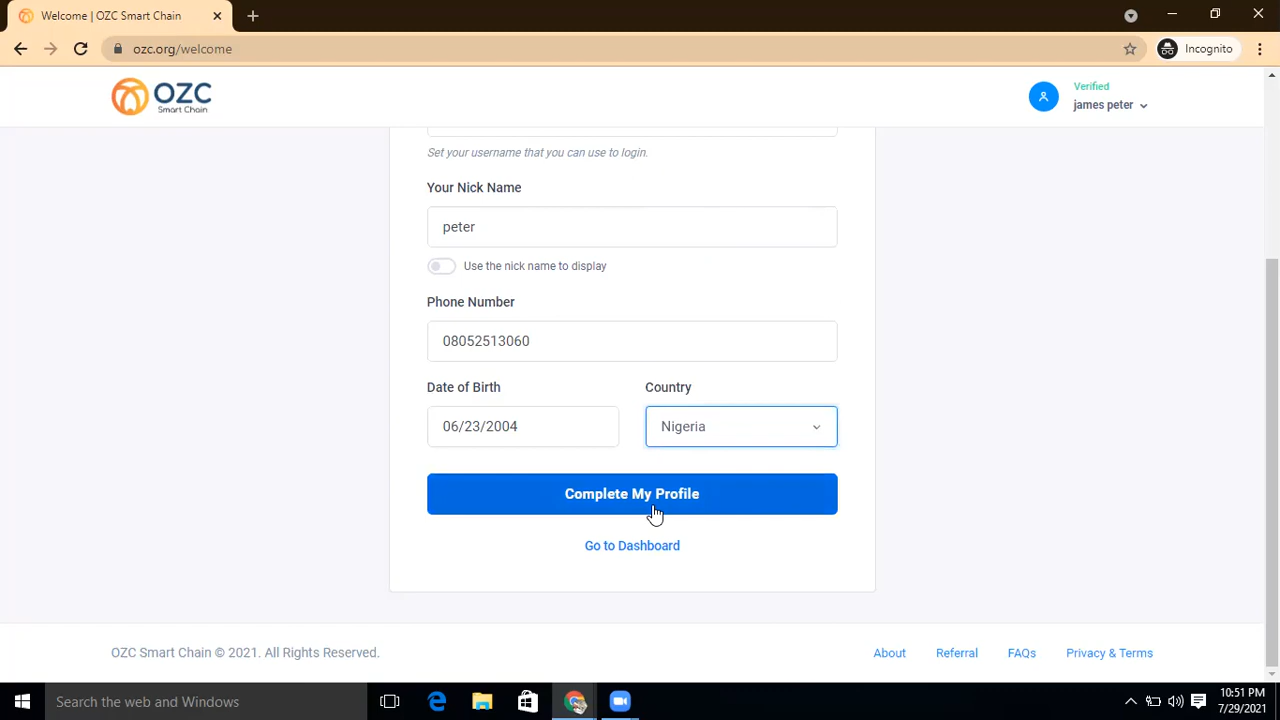 Welcome | OZC Smart Chain
ozc.org/welcome
Incognito
OZC
Smart Chain
Verified
james peter
Set your username that you can use to login.
Your Nick Name
peter
Use the nick name to display
Phone Number
08052513060
Date of Birth
Country
06/23/2004
Nigeria
Complete My Profile
Go to Dashboard
OZC Smart Chain © 2021. All Rights Reserved.
About
Referral
FAQs
Privacy & Terms
Search the web and Windows
10:51 PM
7/29/2021